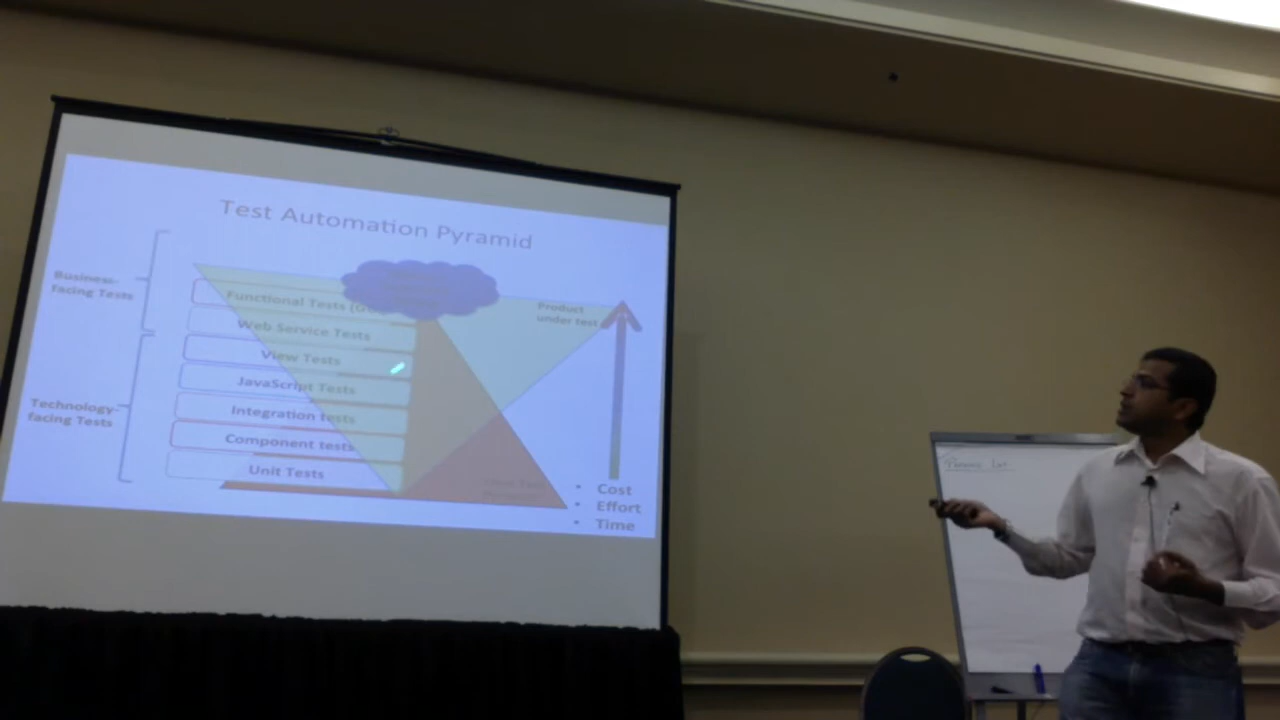 Test Automation Pyramid
Business-
facing Tests
Functional Tests
Web Service Tests
View Tests
JavaScript Tests
Integration tests
Component tests
Unit Tests
Technology-
facing Tests
Product
under test
• Cost
• Effort
• Time